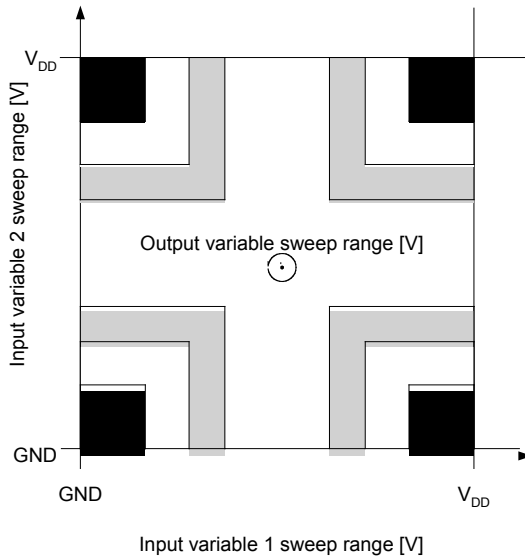 V_DD
Input variable 2 sweep range [V]
Output variable sweep range [V]
GND
GND
V_DD
Input variable 1 sweep range [V]